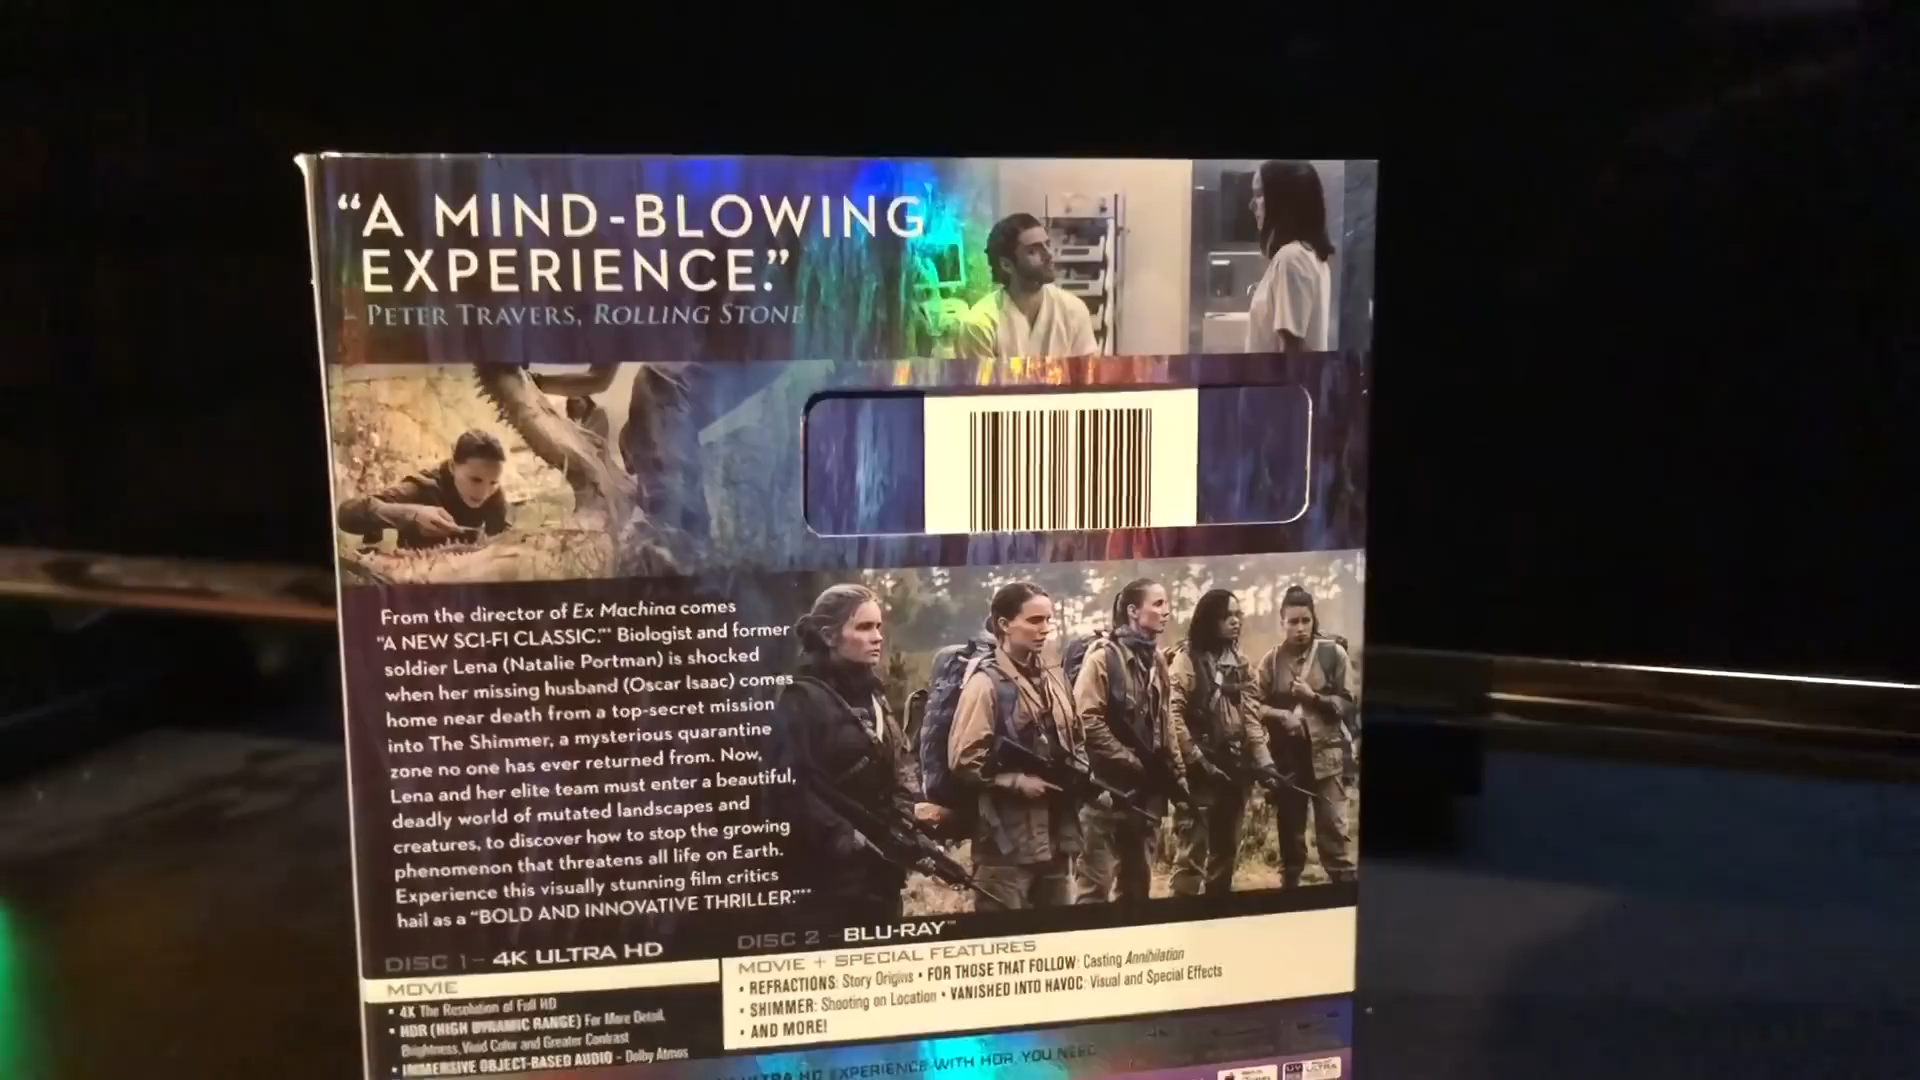 “A MIND-BLOWING
EXPERIENCE.”
– PETER TRAVERS, ROLLING STONE
From the director of Ex Machina comes
“A NEW SCI-FI CLASSIC.”* Biologist and former
soldier Lena (Natalie Portman) is shocked
when her missing husband (Oscar Isaac) comes
home near death from a top-secret mission
into The Shimmer, a mysterious quarantine
zone no one has ever returned from. Now,
Lena and her elite team must enter a beautiful,
deadly world of mutated landscapes and
creatures, to discover how to stop the growing
phenomenon that threatens all life on Earth.
Experience this visually stunning film critics
hail as a “BOLD AND INNOVATIVE THRILLER.”**
DISC 1 – 4K ULTRA HD
MOVIE
• 4X The Resolution of Full HD
• HDR (HIGH DYNAMIC RANGE) For More Detail,
Brightness, Vivid Color and Greater Contrast
• IMMERSIVE OBJECT-BASED AUDIO – Dolby Atmos
DISC 2 – BLU-RAY™
MOVIE + SPECIAL FEATURES
• REFRACTIONS: Story Origins • FOR THOSE THAT FOLLOW: Casting Annihilation
• SHIMMER: Shooting on Location • VANISHED INTO HAVOC: Visual and Special Effects
• AND MORE!
ULTRA HD EXPERIENCE WITH HDR, YOU NEED